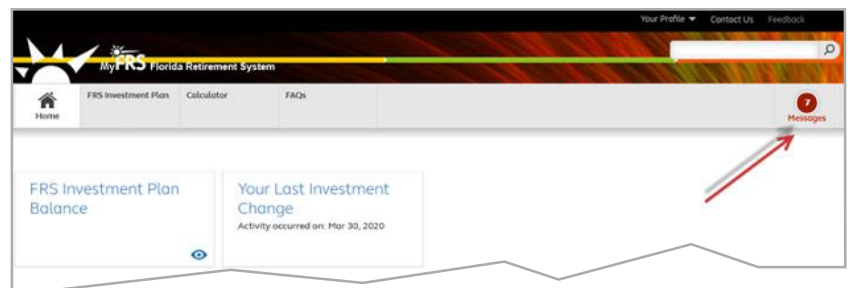 Your Profile Contact Us Feedback
MyFRS Florida Retirement System
Home
FRS Investment Plan
Calculator
FAQs
7
Messages
FRS Investment Plan
Balance
Your Last Investment
Change
Activity occurred on: Mar 30, 2020